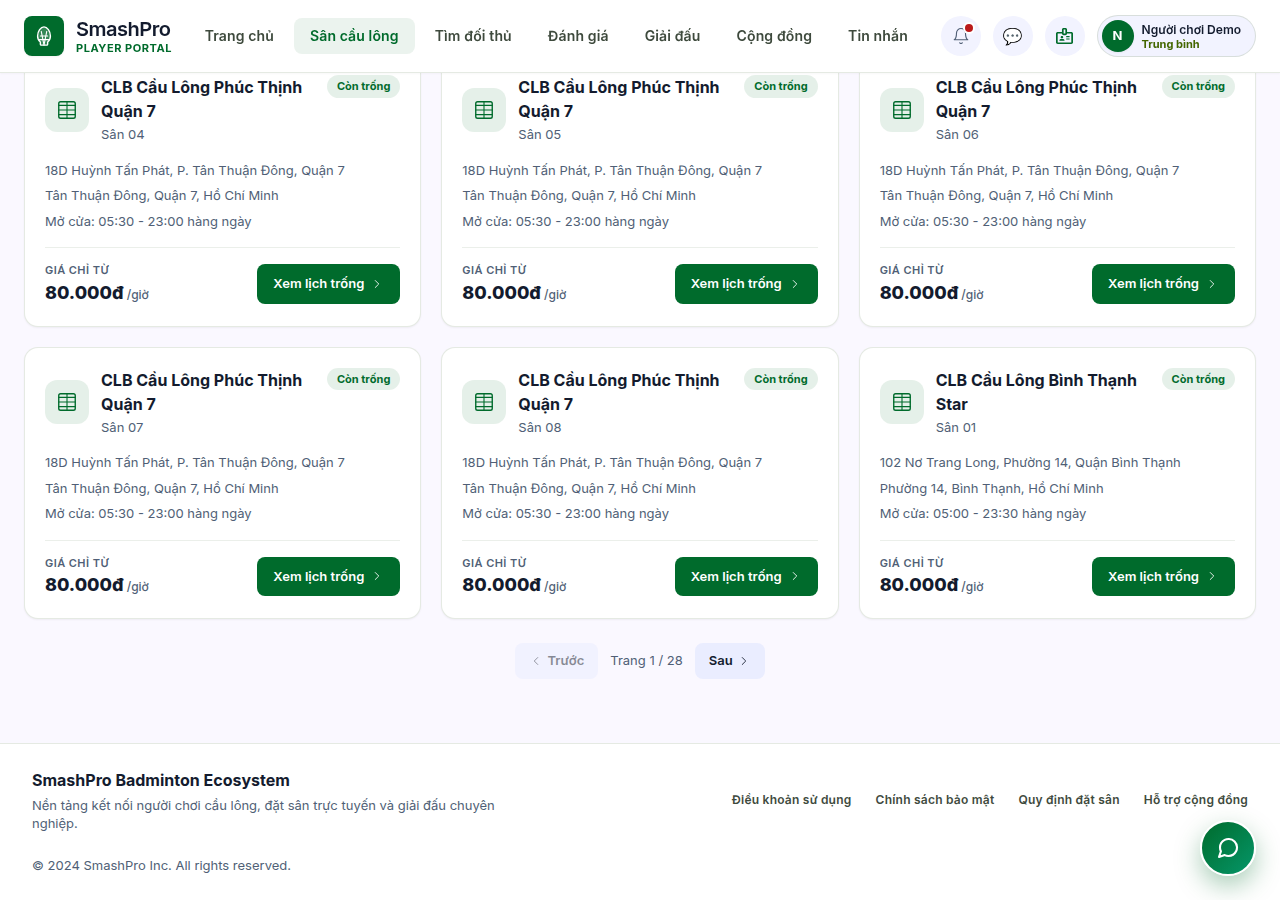 SmashPro
PLAYER PORTAL
Trang chủ
Sân cầu lông
Tìm đối thủ
Đánh giá
Giải đấu
Cộng đồng
Tin nhắn
N
Người chơi Demo
Trung bình
CLB Cầu Lông Phúc Thịnh
Quận 7
Còn trống
Sân 04
18D Huỳnh Tấn Phát, P. Tân Thuận Đông, Quận 7
Tân Thuận Đông, Quận 7, Hồ Chí Minh
Mở cửa: 05:30 - 23:00 hàng ngày
GIÁ CHỈ TỪ
80.000đ /giờ
Xem lịch trống
CLB Cầu Lông Phúc Thịnh
Quận 7
Còn trống
Sân 05
18D Huỳnh Tấn Phát, P. Tân Thuận Đông, Quận 7
Tân Thuận Đông, Quận 7, Hồ Chí Minh
Mở cửa: 05:30 - 23:00 hàng ngày
GIÁ CHỈ TỪ
80.000đ /giờ
Xem lịch trống
CLB Cầu Lông Phúc Thịnh
Quận 7
Còn trống
Sân 06
18D Huỳnh Tấn Phát, P. Tân Thuận Đông, Quận 7
Tân Thuận Đông, Quận 7, Hồ Chí Minh
Mở cửa: 05:30 - 23:00 hàng ngày
GIÁ CHỈ TỪ
80.000đ /giờ
Xem lịch trống
CLB Cầu Lông Phúc Thịnh
Quận 7
Còn trống
Sân 07
18D Huỳnh Tấn Phát, P. Tân Thuận Đông, Quận 7
Tân Thuận Đông, Quận 7, Hồ Chí Minh
Mở cửa: 05:30 - 23:00 hàng ngày
GIÁ CHỈ TỪ
80.000đ /giờ
Xem lịch trống
CLB Cầu Lông Phúc Thịnh
Quận 7
Còn trống
Sân 08
18D Huỳnh Tấn Phát, P. Tân Thuận Đông, Quận 7
Tân Thuận Đông, Quận 7, Hồ Chí Minh
Mở cửa: 05:30 - 23:00 hàng ngày
GIÁ CHỈ TỪ
80.000đ /giờ
Xem lịch trống
CLB Cầu Lông Bình Thạnh
Star
Còn trống
Sân 01
102 Nơ Trang Long, Phường 14, Quận Bình Thạnh
Phường 14, Bình Thạnh, Hồ Chí Minh
Mở cửa: 05:00 - 23:30 hàng ngày
GIÁ CHỈ TỪ
80.000đ /giờ
Xem lịch trống
Trước
Trang 1 / 28
Sau
SmashPro Badminton Ecosystem
Nền tảng kết nối người chơi cầu lông, đặt sân trực tuyến và giải đấu chuyên
nghiệp.
Điều khoản sử dụng
Chính sách bảo mật
Quy định đặt sân
Hỗ trợ cộng đồng
© 2024 SmashPro Inc. All rights reserved.